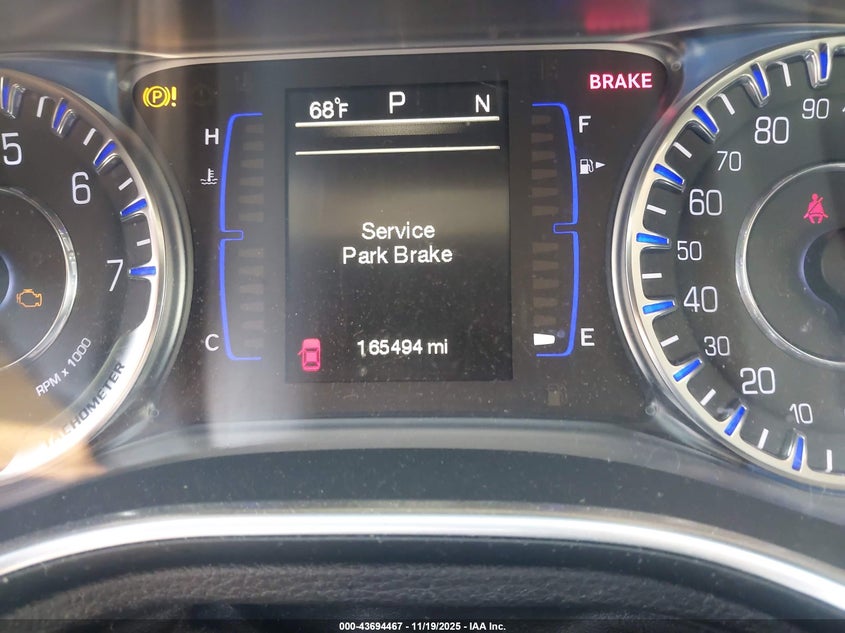 BRAKE
(P)!
68°F P N
H
F
C
E
Service
Park Brake
165494 mi
5
6
7
RPM x 1000
TACHOMETER
90
80
70
60
50
40
30
20
10
000-43694467 - 11/19/2025 - IAA Inc.